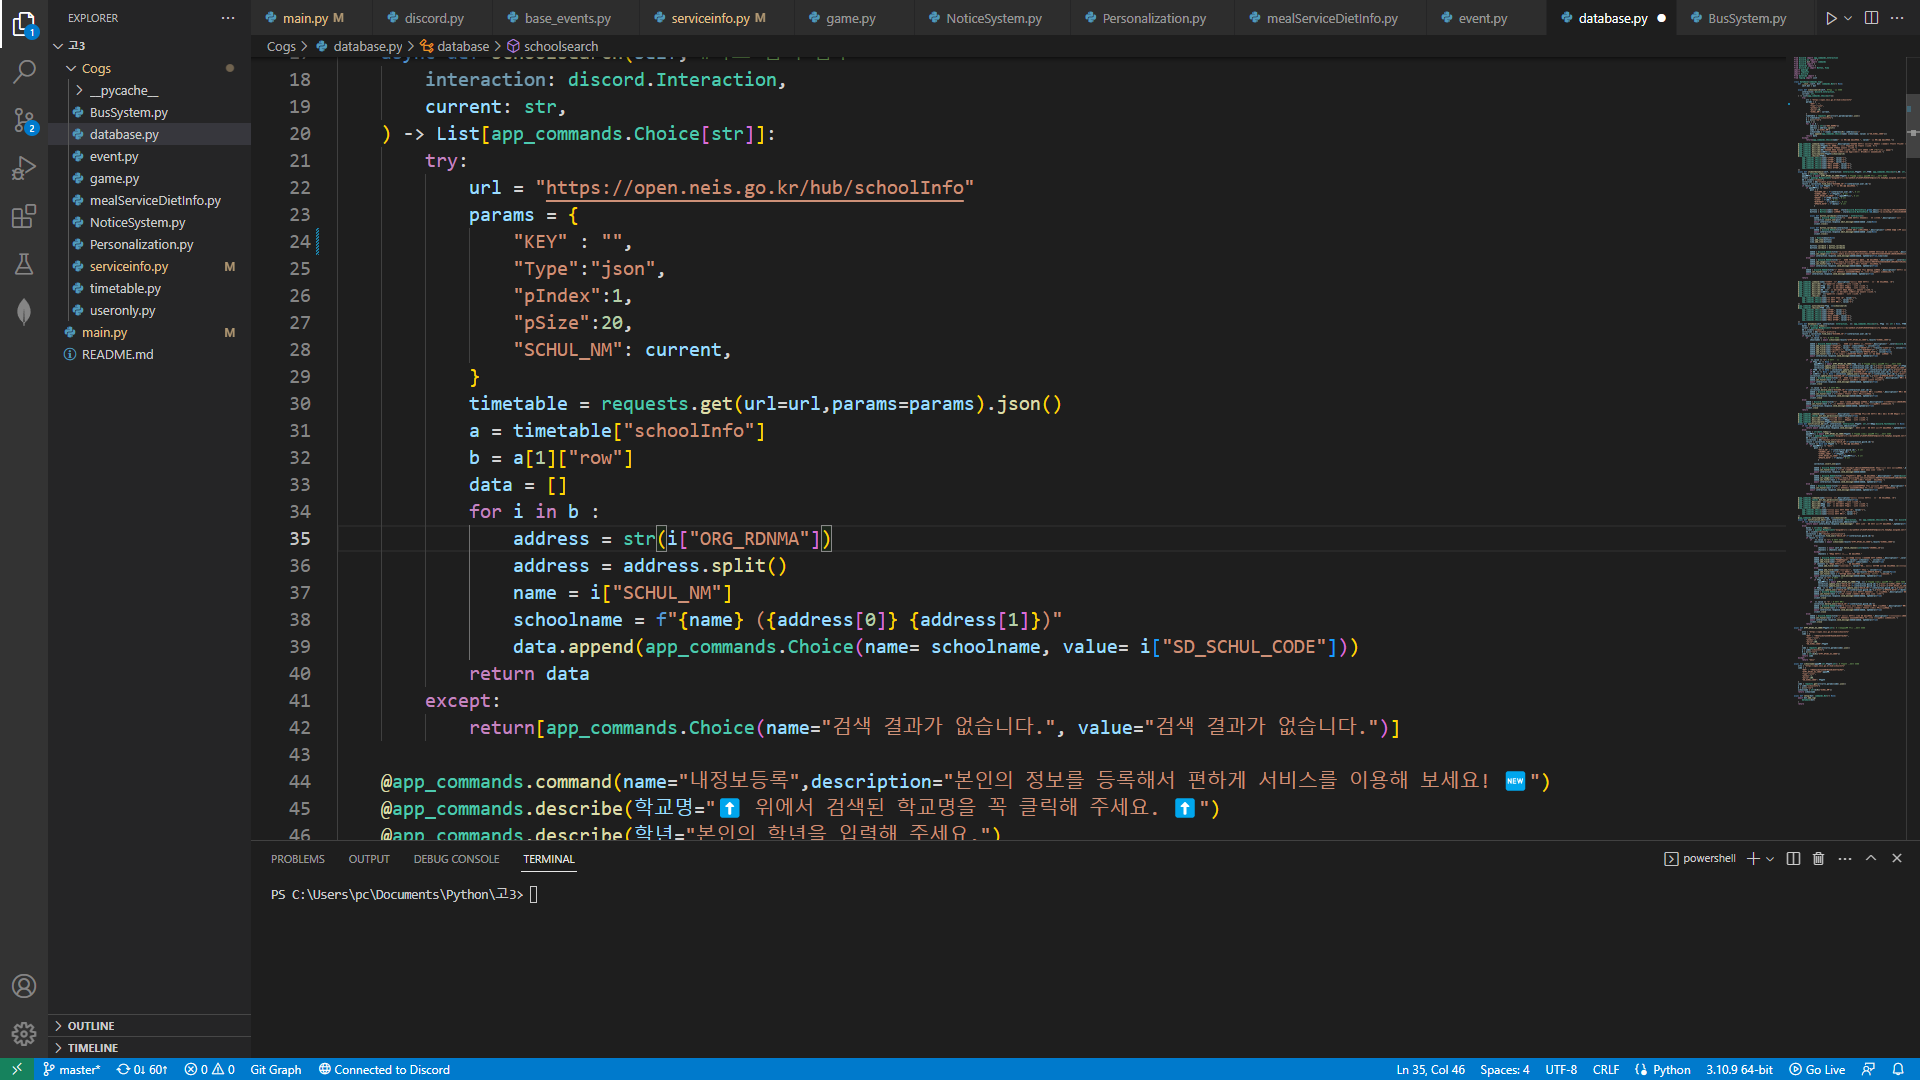 EXPLORER
고3
Cogs
__pycache__
BusSystem.py
database.py
event.py
game.py
mealServiceDietInfo.py
NoticeSystem.py
Personalization.py
serviceinfo.py M
timetable.py
useronly.py
main.py M
README.md
OUTLINE
TIMELINE
1
2
main.py M discord.py base_events.py serviceinfo.py M game.py NoticeSystem.py Personalization.py mealServiceDietInfo.py event.py database.py BusSystem.py
Cogs > database.py > database > schoolsearch
18 interaction: discord.Interaction,
19 current: str,
20 ) -> List[app_commands.Choice[str]]:
21 try:
22 url = "https://open.neis.go.kr/hub/schoolInfo"
23 params = {
24 "KEY" : "",
25 "Type":"json",
26 "pIndex":1,
27 "pSize":20,
28 "SCHUL_NM": current,
29 }
30 timetable = requests.get(url=url,params=params).json()
31 a = timetable["schoolInfo"]
32 b = a[1]["row"]
33 data = []
34 for i in b :
35 address = str(i["ORG_RDNMA"])
36 address = address.split()
37 name = i["SCHUL_NM"]
38 schoolname = f"{name} ({address[0]} {address[1]})"
39 data.append(app_commands.Choice(name= schoolname, value= i["SD_SCHUL_CODE"]))
40 return data
41 except:
42 return[app_commands.Choice(name="검색 결과가 없습니다.", value="검색 결과가 없습니다.")]
43
44 @app_commands.command(name="내정보등록",description="본인의 정보를 등록해서 편하게 서비스를 이용해 보세요! 🆕")
45 @app_commands.describe(학교명="⬆️ 위에서 검색된 학교명을 꼭 클릭해 주세요. ⬆️")
46 @app_commands.describe(학년="본인의 학년을 입력해 주세요.")
PROBLEMS OUTPUT DEBUG CONSOLE TERMINAL
powershell
PS C:\Users\pc\Documents\Python\고3>
master* 0↓ 60↑ 0 0 Git Graph Connected to Discord
Ln 35, Col 46 Spaces: 4 UTF-8 CRLF Python 3.10.9 64-bit Go Live